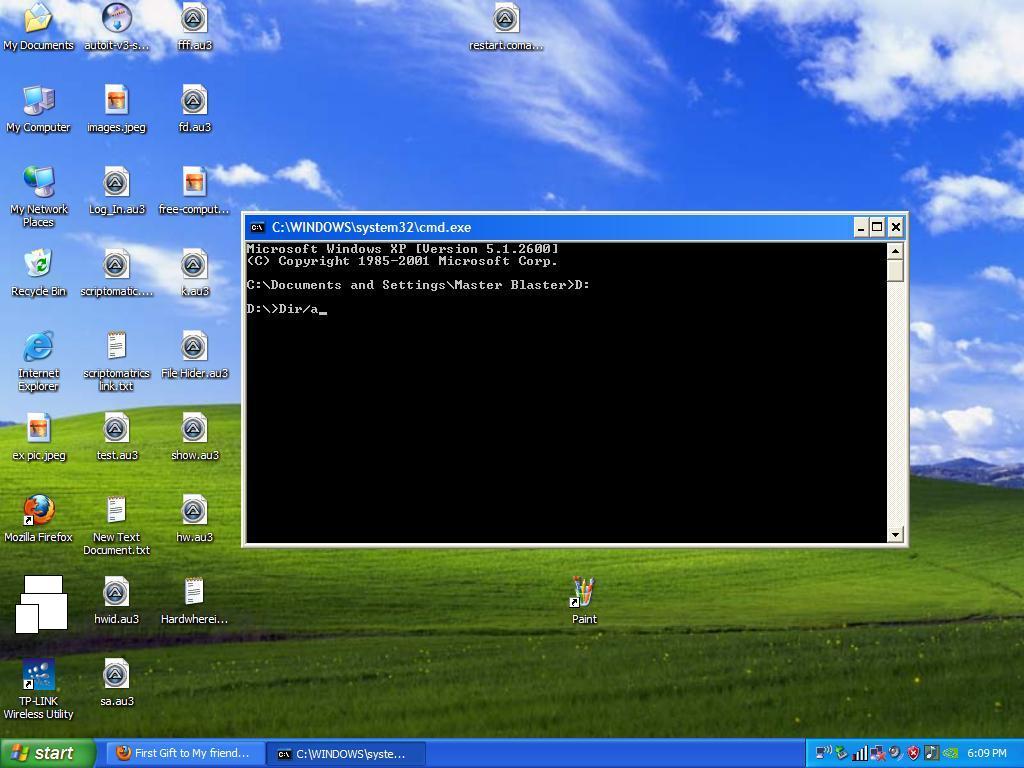 My Documents
autoit-v3-s...
fff.au3
restart.coma...
My Computer
images.jpeg
fd.au3
My Network
Places
Log_In.au3
free-comput...
Recycle Bin
scriptomatic....
k.au3
Internet
Explorer
scriptomatrics
link.txt
File Hider.au3
ex pic.jpeg
test.au3
show.au3
Mozilla Firefox
New Text
Document.txt
hw.au3
hwid.au3
Hardwherei...
Paint
TP-LINK
Wireless Utility
sa.au3
C:\WINDOWS\system32\cmd.exe
Microsoft Windows XP [Version 5.1.2600]
(C) Copyright 1985-2001 Microsoft Corp.
C:\Documents and Settings\Master Blaster>D:
D:\>Dir/a_
start
First Gift to My friend...
C:\WINDOWS\syste...
6:09 PM